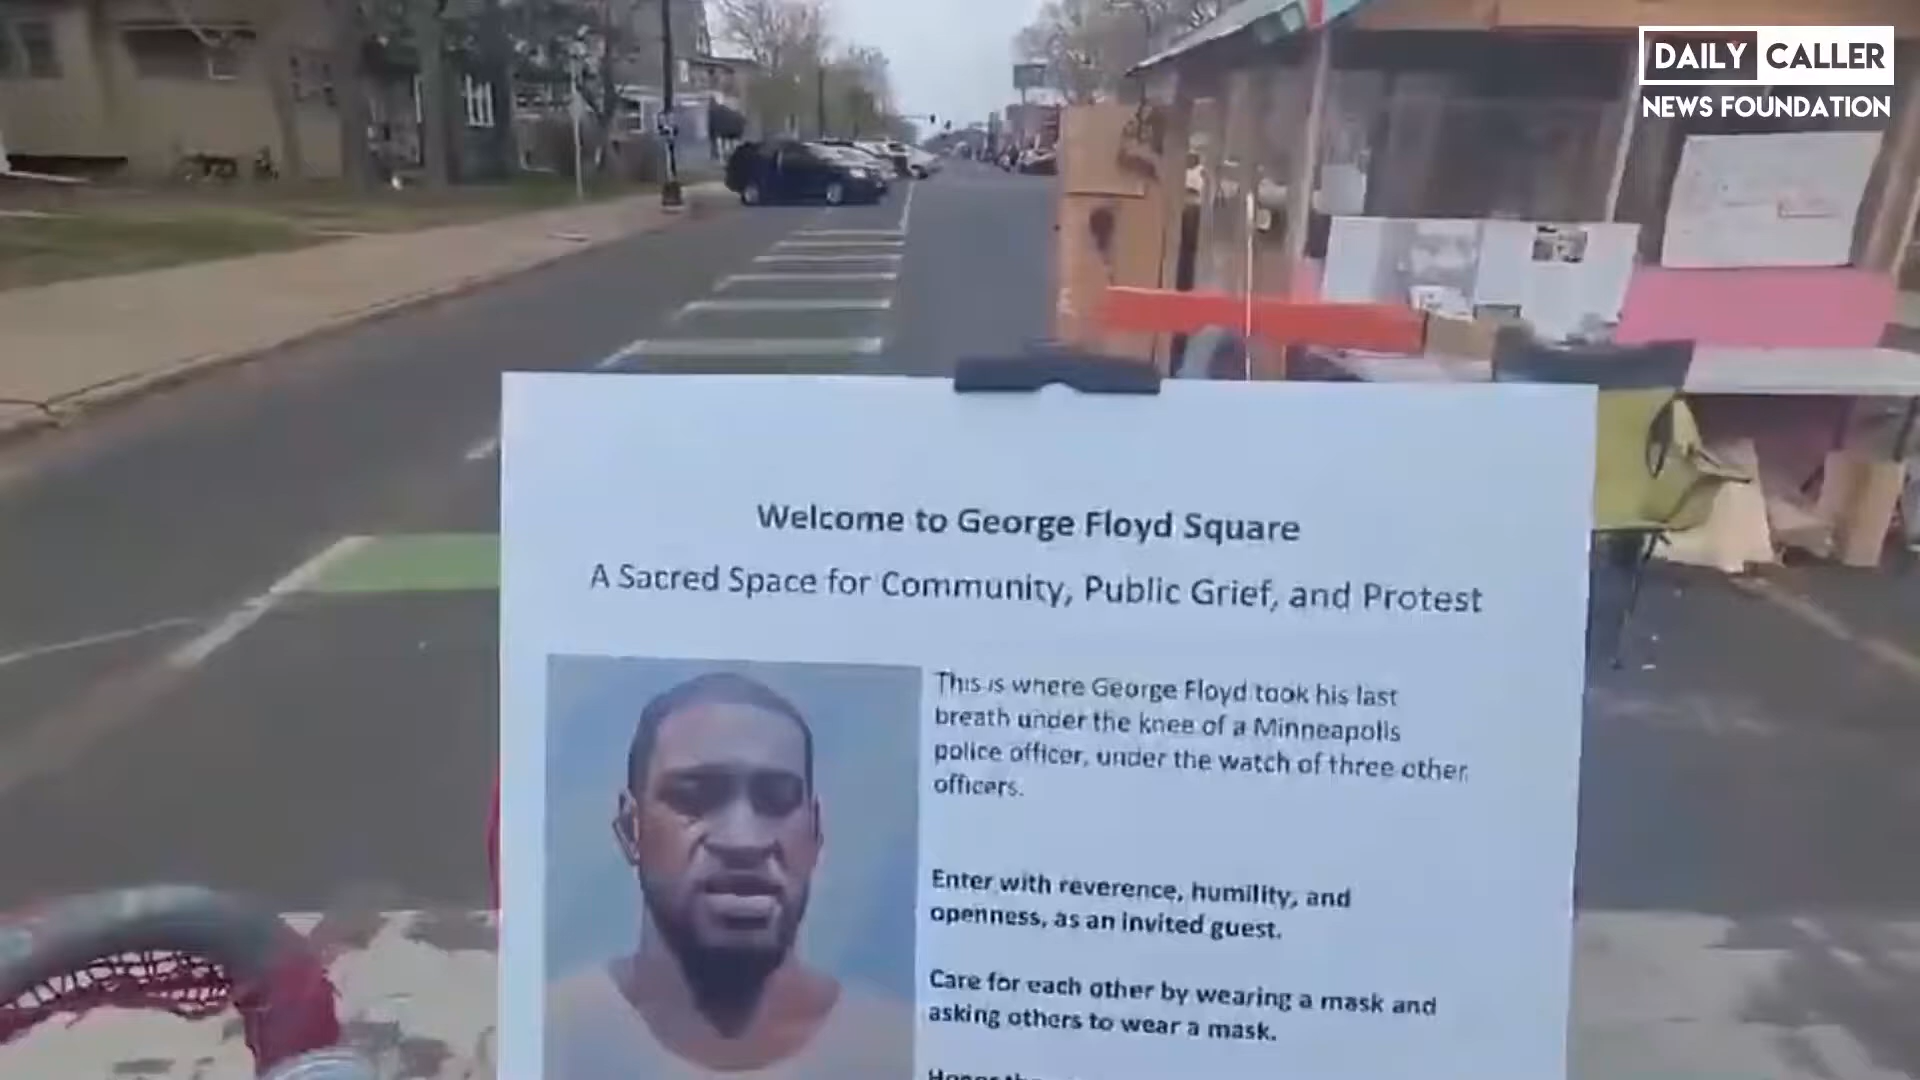 DAILY CALLER
NEWS FOUNDATION
Welcome to George Floyd Square
A Sacred Space for Community, Public Grief, and Protest
This is where George Floyd took his last
breath under the knee of a Minneapolis
police officer, under the watch of three other
officers.
Enter with reverence, humility, and
openness, as an invited guest.
Care for each other by wearing a mask and
asking others to wear a mask.